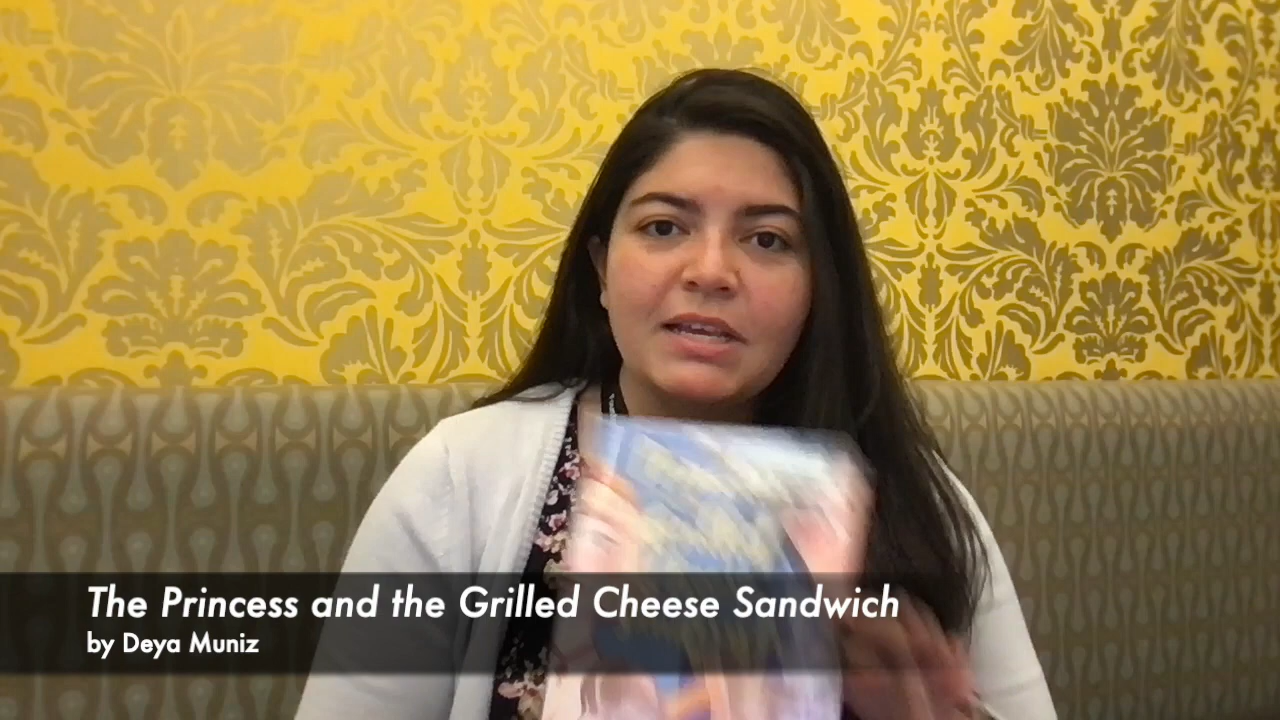 The Princess and the Grilled Cheese Sandwich
by Deya Muniz